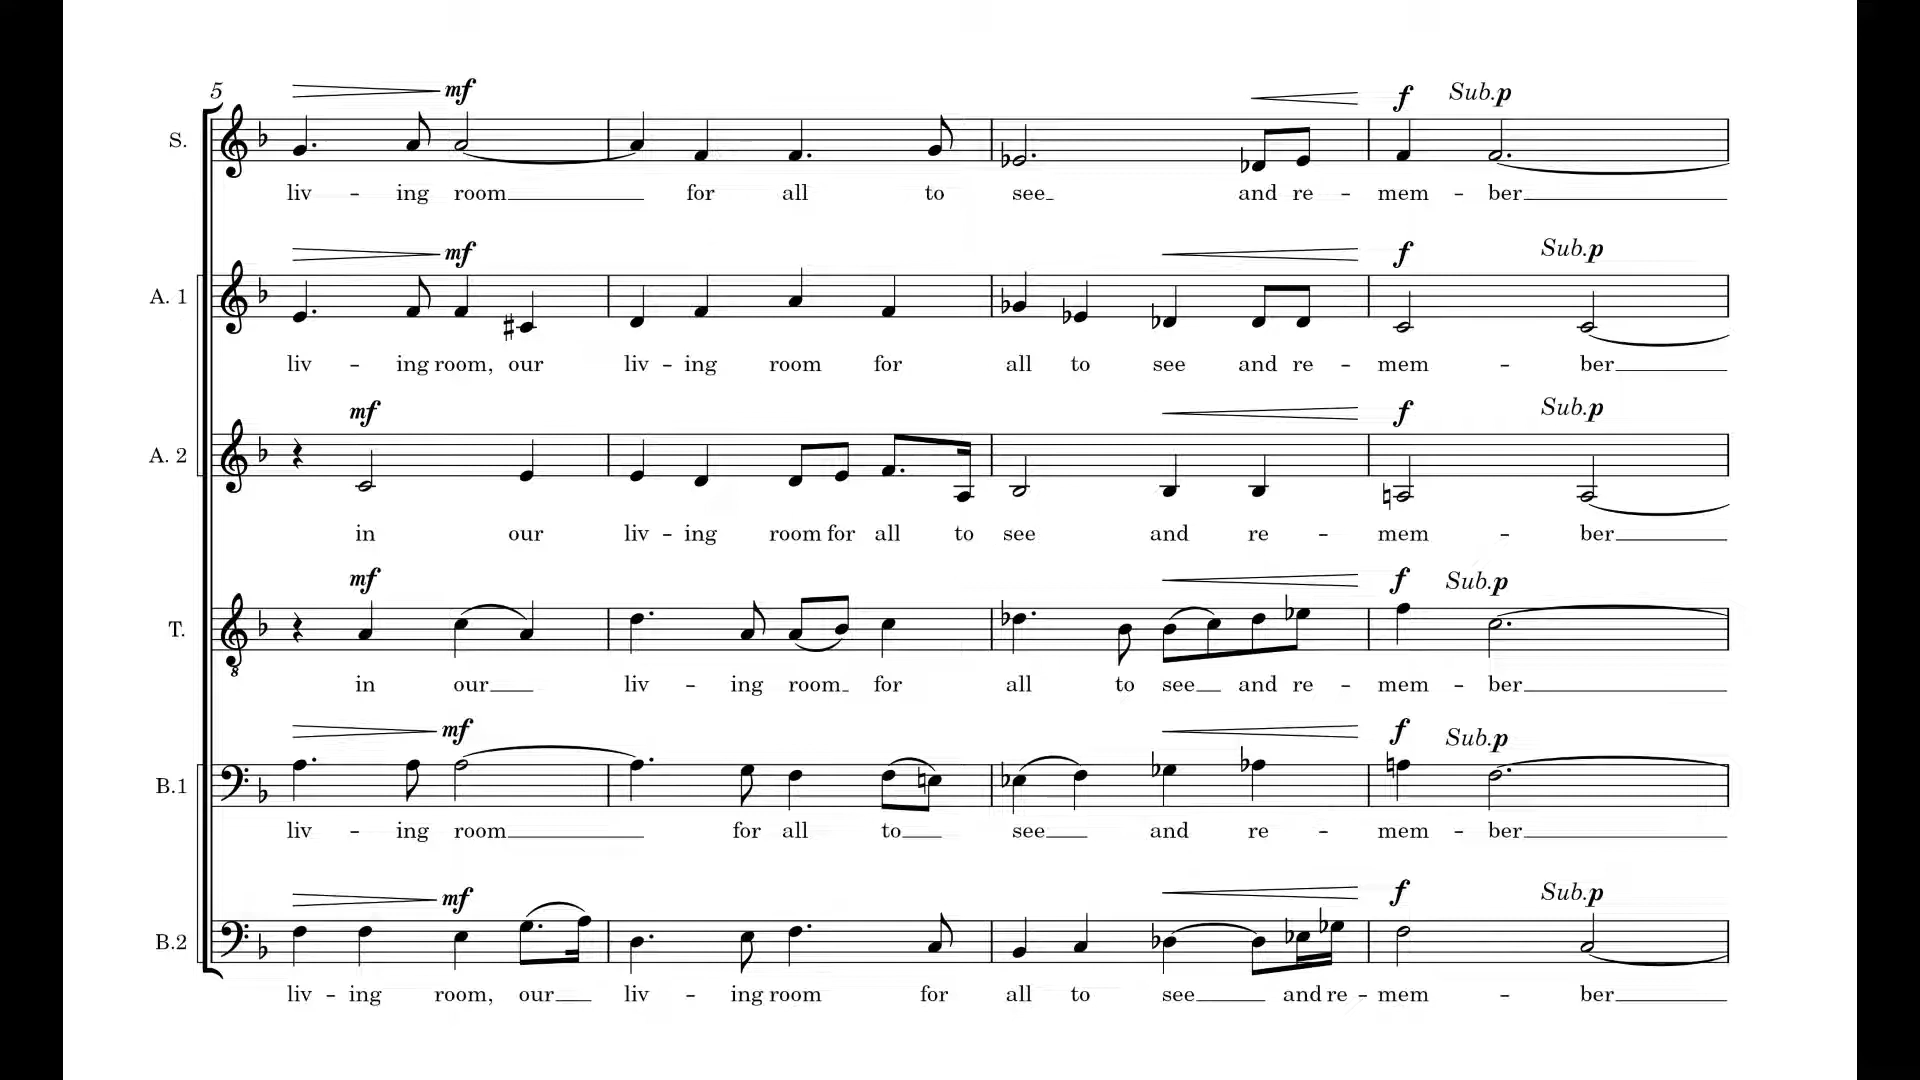 5 mf f Sub.p
S.
liv - ing room for all to see and re - mem - ber
mf f Sub.p
A. 1
liv - ing room, our liv - ing room for all to see and re - mem - ber
mf f Sub.p
A. 2
in our liv - ing room for all to see and re - mem - ber
mf f Sub.p
T.
8
in our liv - ing room for all to see and re - mem - ber
mf f Sub.p
B.1
liv - ing room for all to see and re - mem - ber
mf f Sub.p
B.2
liv - ing room, our liv - ing room for all to see and re - mem - ber